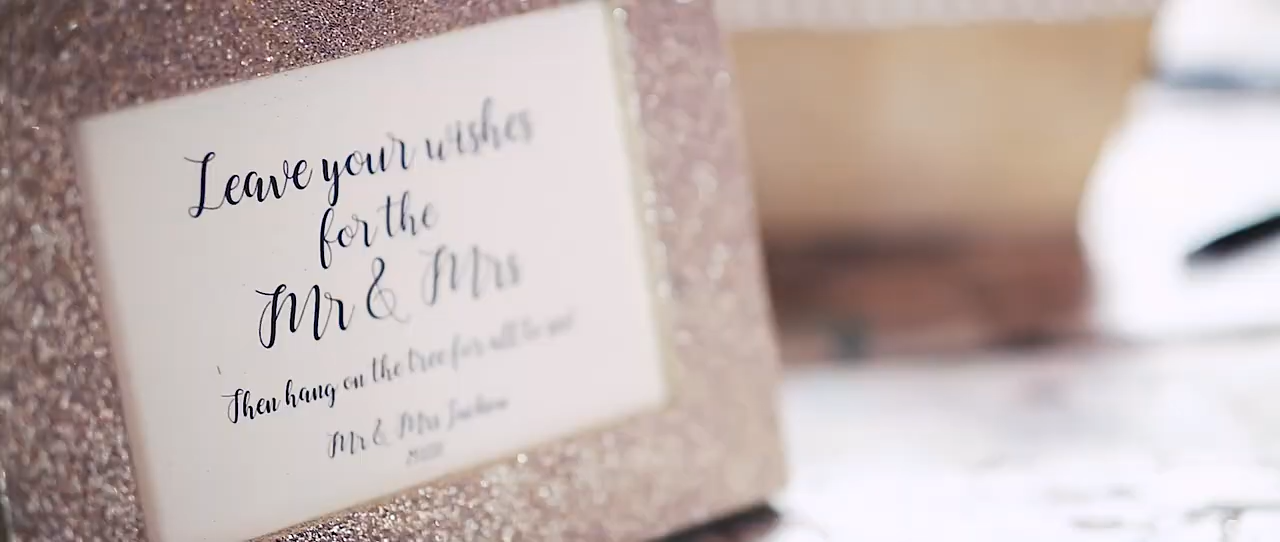 Leave your wishes
for the
Mr & Mrs
Then hang on the tree for all to see
Mr & Mrs